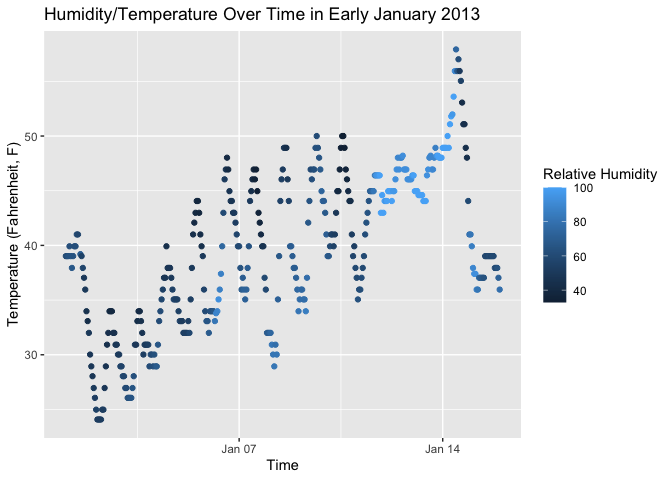 Humidity/Temperature Over Time in Early January 2013
Temperature (Fahrenheit, F)
50
40
30
Jan 07
Jan 14
Time
Relative Humidity
100
80
60
40